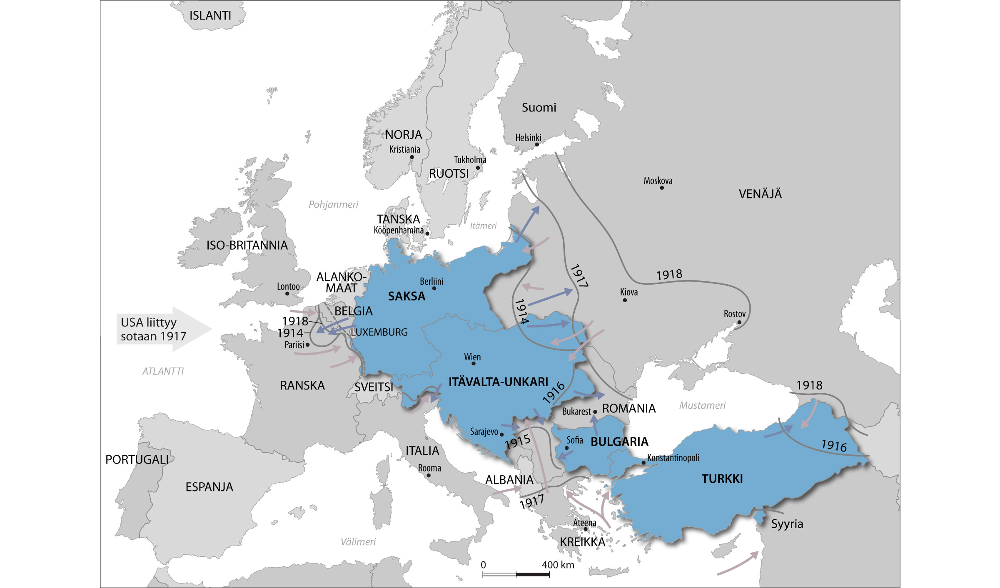 ISLANTI
Suomi
NORJA
Helsinki
Kristiania
Tukholma
RUOTSI
Moskova
VENÄJÄ
Pohjanmeri
TANSKA
Kööpenhamina
Itämeri
ISO-BRITANNIA
ALANKO-
MAAT
Lontoo
Berliini
SAKSA
1917
1918
Kiova
Rostov
1914
BELGIA
USA liittyy
sotaan 1917
1918
1914
LUXEMBURG
Pariisi
Wien
ATLANTTI
RANSKA
SVEITSI
ITÄVALTA-UNKARI
1916
1918
Mustameri
ROMANIA
Bukarest
Sarajevo
1915
Sofia
BULGARIA
1916
ITALIA
PORTUGALI
Konstantinopoli
Rooma
ALBANIA
TURKKI
ESPANJA
1917
Ateena
Syyria
KREIKKA
Välimeri
0 400 km